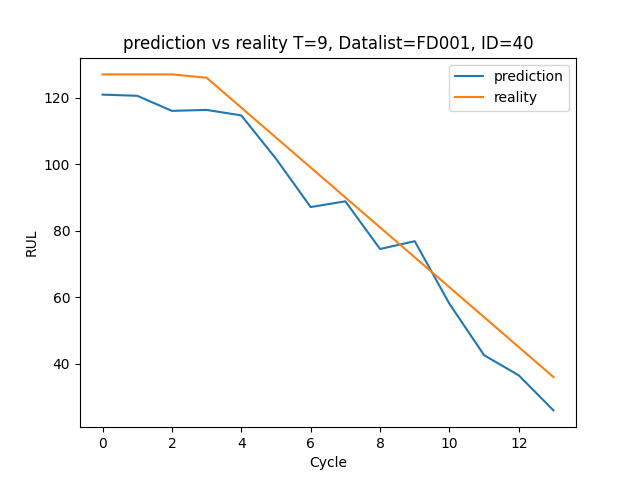 prediction vs reality T=9, Datalist=FD001, ID=40
prediction
reality
RUL
120
100
80
60
40
0 2 4 6 8 10 12
Cycle